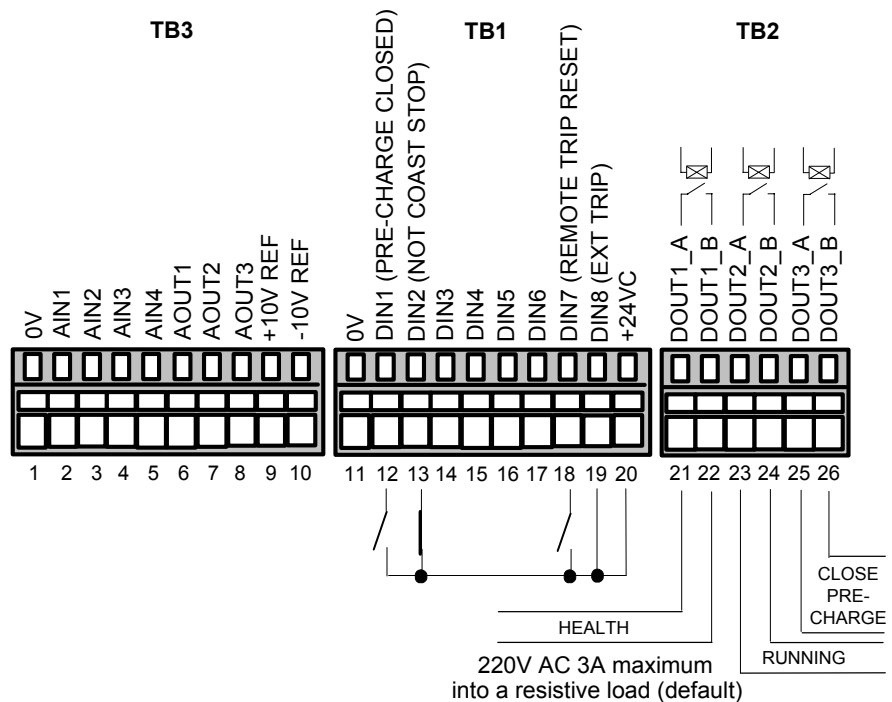 TB3
TB1
TB2
0V
AIN1
AIN2
AIN3
AIN4
AOUT1
AOUT2
AOUT3
+10V REF
-10V REF
0V
DIN1 (PRE-CHARGE CLOSED)
DIN2 (NOT COAST STOP)
DIN3
DIN4
DIN5
DIN6
DIN7 (REMOTE TRIP RESET)
DIN8 (EXT TRIP)
+24VC
DOUT1_A
DOUT1_B
DOUT2_A
DOUT2_B
DOUT3_A
DOUT3_B
1 2 3 4 5 6 7 8 9 10
11 12 13 14 15 16 17 18 19 20
21 22 23 24 25 26
CLOSE
PRE-
CHARGE
HEALTH
RUNNING
220V AC 3A maximum
into a resistive load (default)